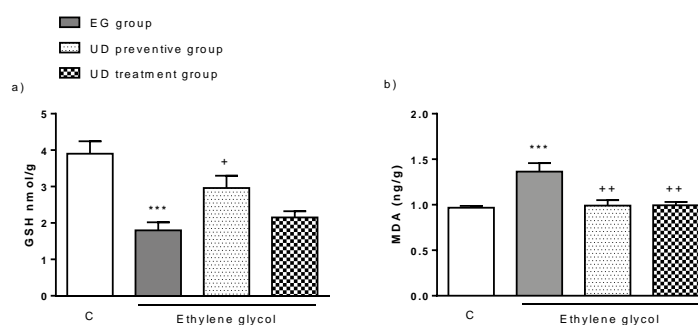 EG group
UD preventive group
UD treatment group
a)
GSH nmol/g
5
4
3
2
1
0
***
+
C
Ethylene glycol
b)
MDA (ng/g)
2.0
1.5
1.0
0.5
0.0
***
++
++
C
Ethylene glycol